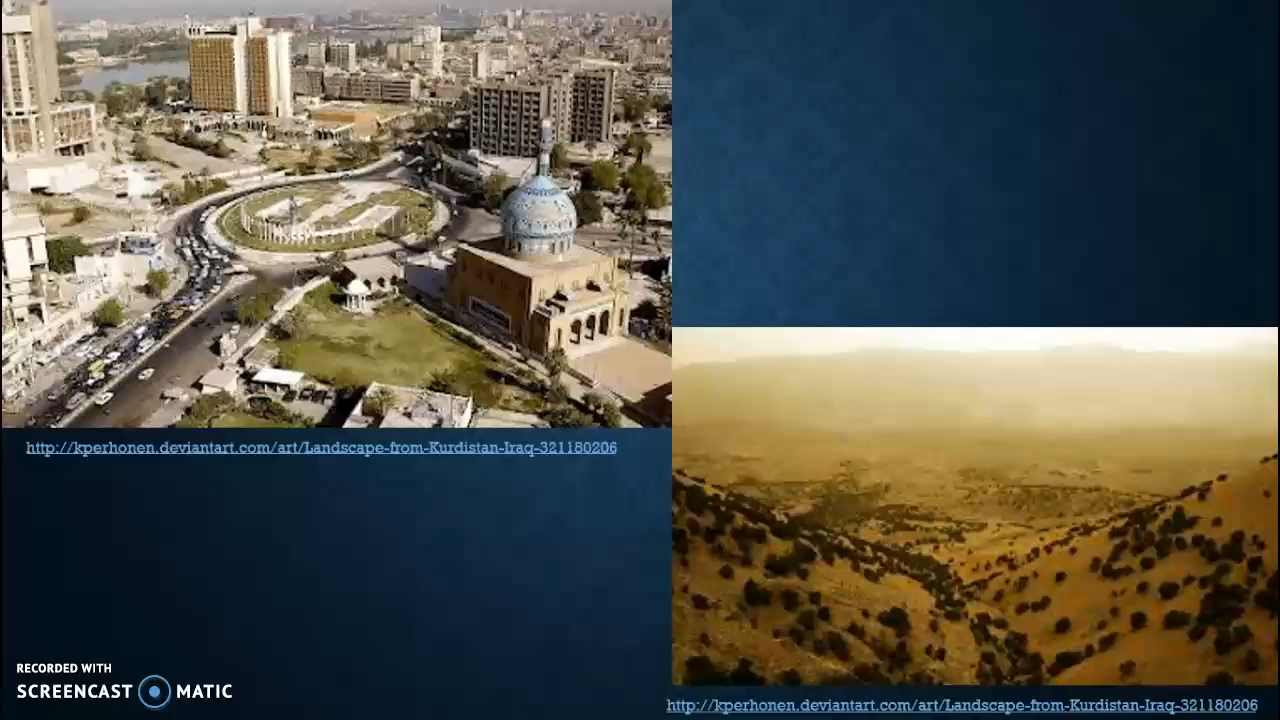 http://kperhonen.deviantart.com/art/Landscape-from-Kurdistan-Iraq-321180206
RECORDED WITH
SCREENCAST MATIC
http://kperhonen.deviantart.com/art/Landscape-from-Kurdistan-Iraq-321180206